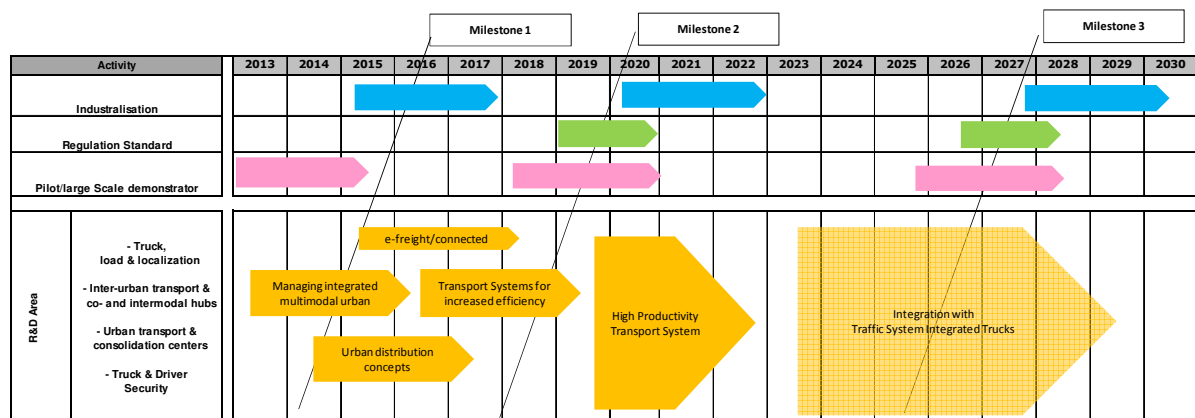 Milestone 1
Milestone 2
Milestone 3
Activity
2013 2014 2015 2016 2017 2018 2019 2020 2021 2022 2023 2024 2025 2026 2027 2028 2029 2030
Industralisation
Regulation Standard
Pilot/large Scale demonstrator
R&D Area
- Truck,
load & localization
- Inter-urban transport &
co- and intermodal hubs
- Urban transport &
consolidation centers
- Truck & Driver
Security
e-freight/connected
Managing integrated
multimodal urban
Transport Systems for
increased efficiency
Urban distribution
concepts
High Productivity
Transport System
Integration with
Traffic System Integrated Trucks